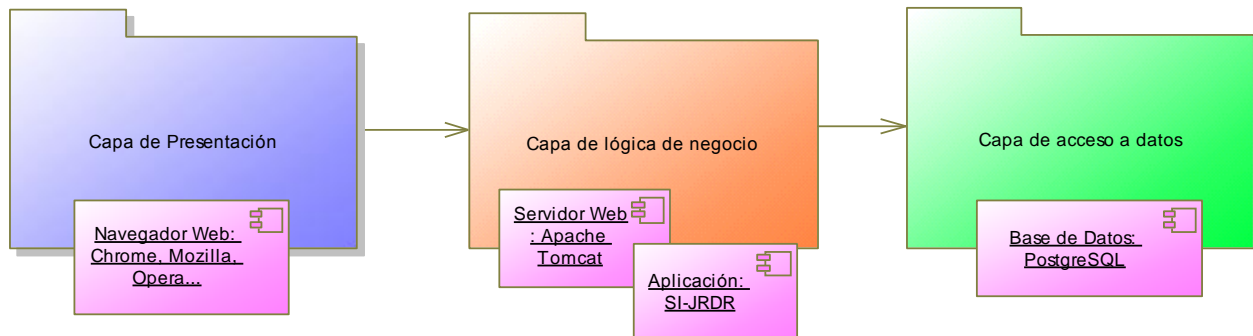 Capa de Presentación
Navegador Web:
Chrome, Mozilla,
Opera...
Capa de lógica de negocio
Servidor Web
: Apache
Tomcat
Aplicación:
SI-JRDR
Capa de acceso a datos
Base de Datos:
PostgreSQL